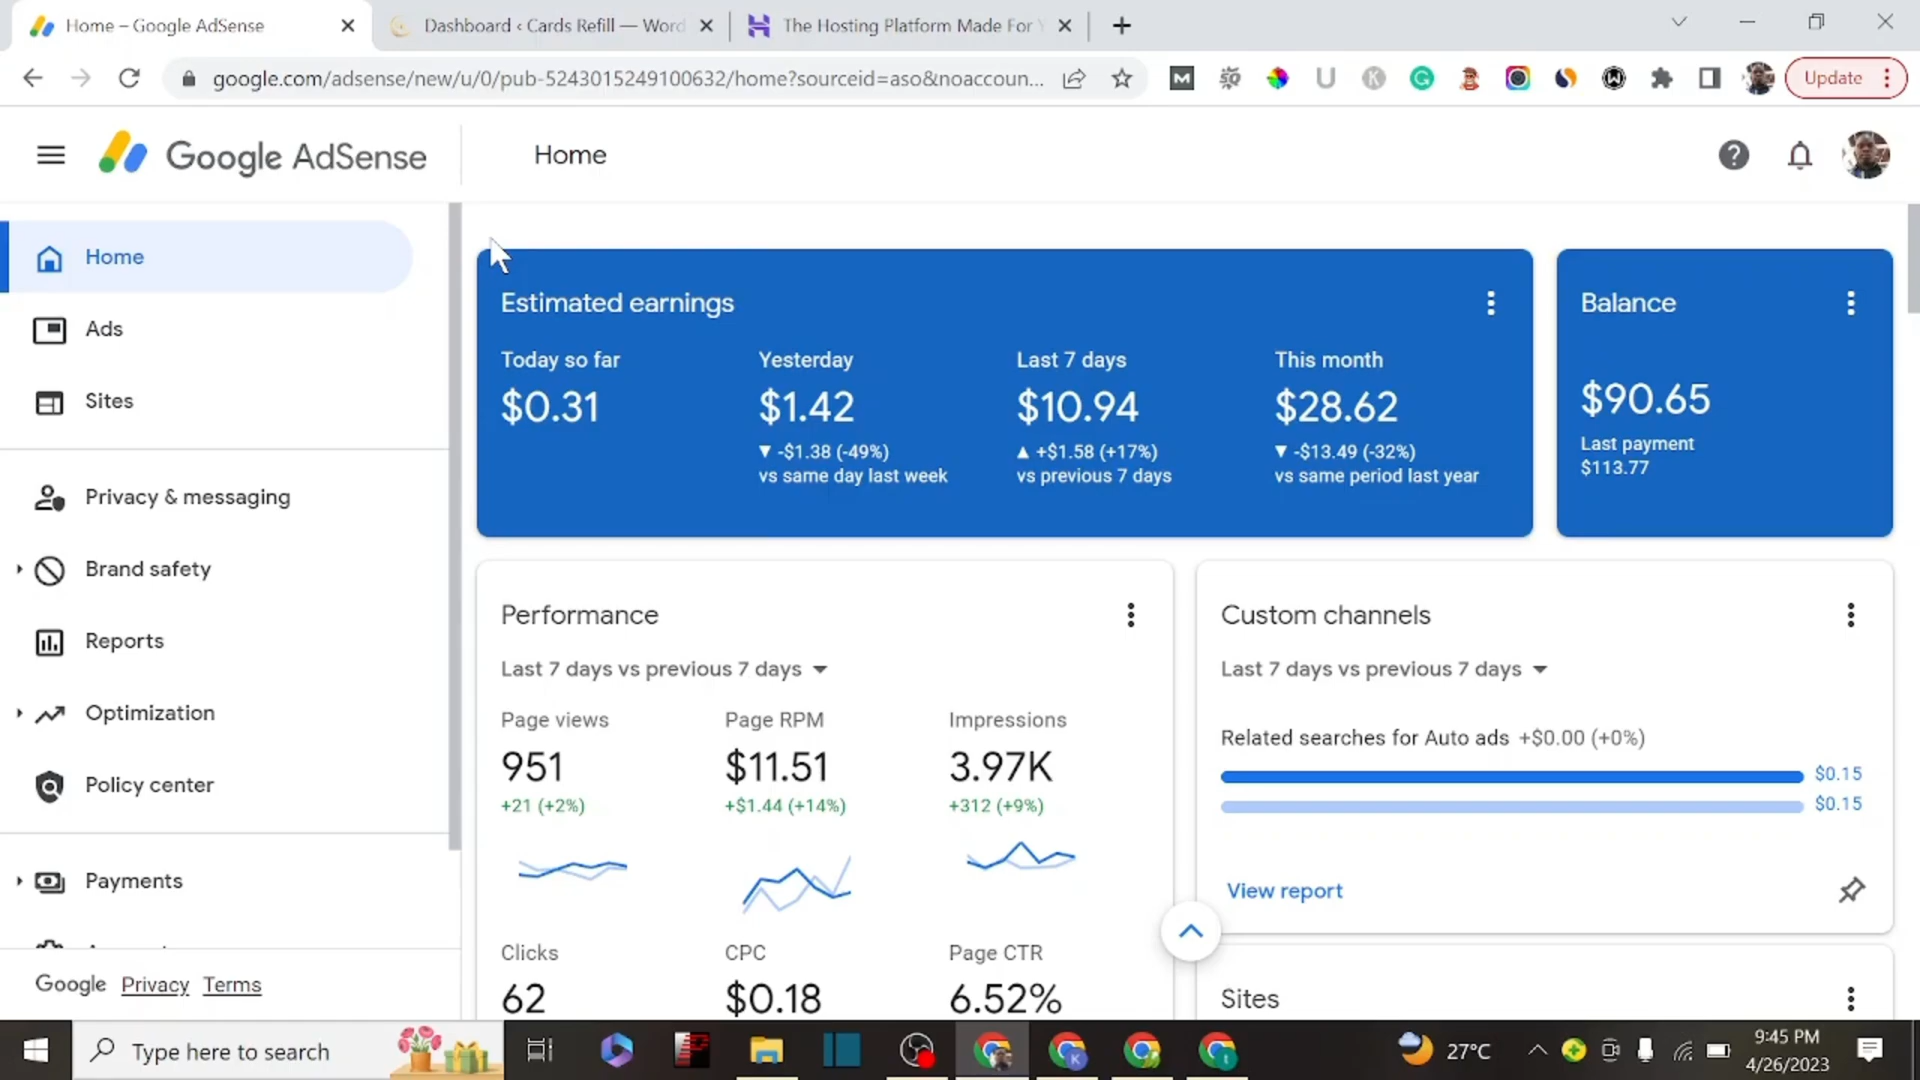 Home – Google AdSense
Dashboard ‹ Cards Refill — Word
The Hosting Platform Made For
google.com/adsense/new/u/0/pub-5243015249100632/home?sourceid=aso&noaccoun...
Update
Google AdSense
Home
Home
Ads
Sites
Privacy & messaging
Brand safety
Reports
Optimization
Policy center
Payments
Google Privacy Terms
Estimated earnings
Today so far
$0.31
Yesterday
$1.42
▼ -$1.38 (-49%)
vs same day last week
Last 7 days
$10.94
▲ +$1.58 (+17%)
vs previous 7 days
This month
$28.62
▼ -$13.49 (-32%)
vs same period last year
Balance
$90.65
Last payment
$113.77
Performance
Last 7 days vs previous 7 days
Page views
951
+21 (+2%)
Page RPM
$11.51
+$1.44 (+14%)
Impressions
3.97K
+312 (+9%)
Clicks
62
CPC
$0.18
Page CTR
6.52%
Custom channels
Last 7 days vs previous 7 days
Related searches for Auto ads +$0.00 (+0%)
$0.15
$0.15
View report
Sites
Type here to search
27°C
9:45 PM
4/26/2023